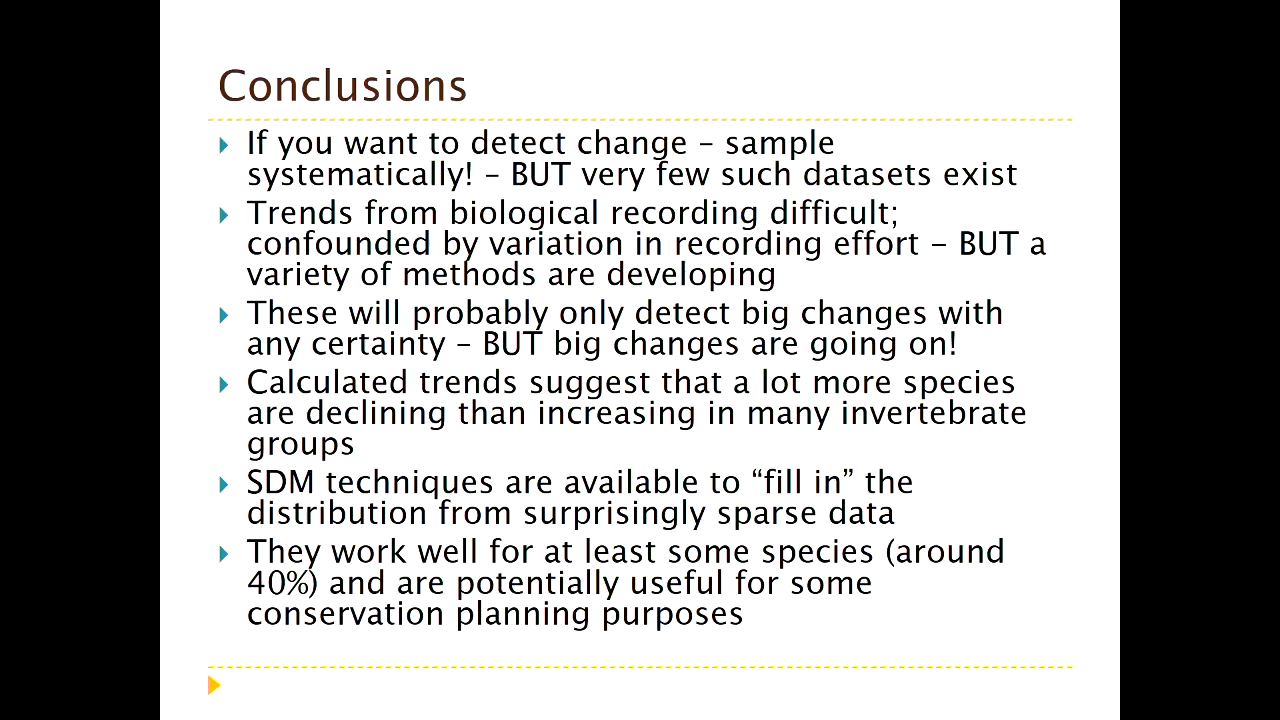 Conclusions
If you want to detect change – sample
systematically! – BUT very few such datasets exist
Trends from biological recording difficult;
confounded by variation in recording effort – BUT a
variety of methods are developing
These will probably only detect big changes with
any certainty – BUT big changes are going on!
Calculated trends suggest that a lot more species
are declining than increasing in many invertebrate
groups
SDM techniques are available to “fill in” the
distribution from surprisingly sparse data
They work well for at least some species (around
40%) and are potentially useful for some
conservation planning purposes